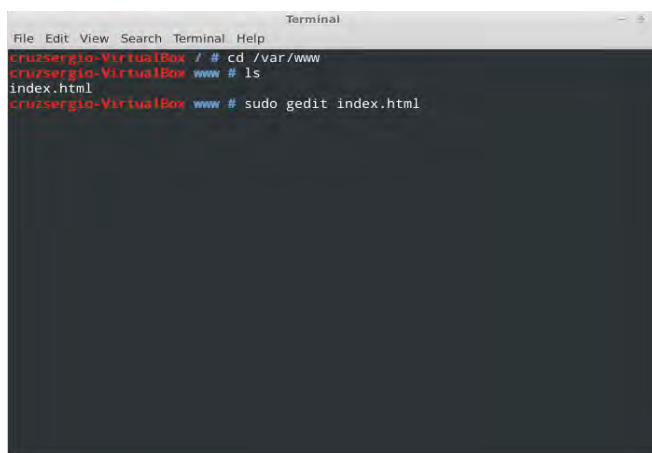 Terminal
File Edit View Search Terminal Help
cruzsergio-VirtualBox / # cd /var/www
cruzsergio-VirtualBox www # ls
index.html
cruzsergio-VirtualBox www # sudo gedit index.html